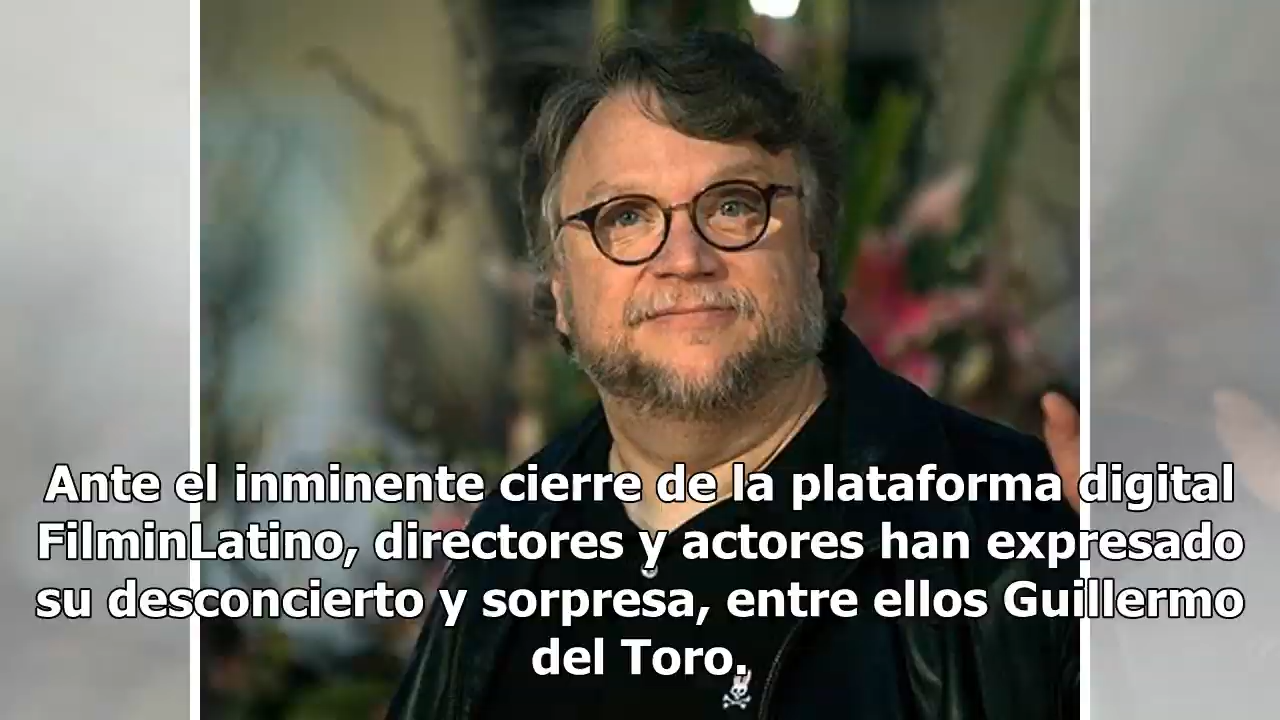 Ante el inminente cierre de la plataforma digital
FilminLatino, directores y actores han expresado
su desconcierto y sorpresa, entre ellos Guillermo
del Toro.